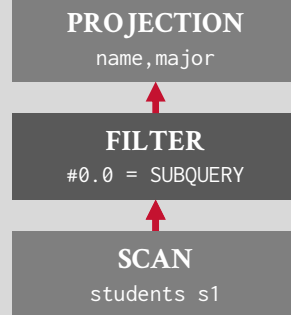 PROJECTION
name,major
FILTER
#0.0 = SUBQUERY
SCAN
students s1